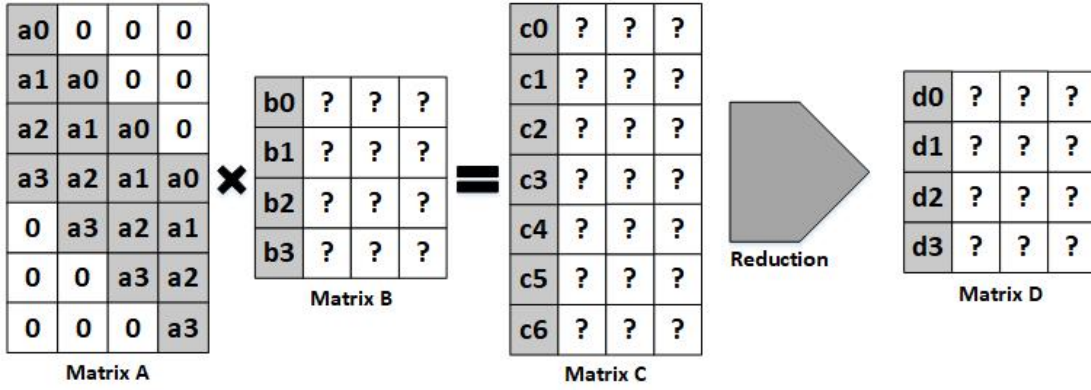 a0 0 0 0
a1 a0 0 0
a2 a1 a0 0
a3 a2 a1 a0
0 a3 a2 a1
0 0 a3 a2
0 0 0 a3
Matrix A
×
b0 ? ? ?
b1 ? ? ?
b2 ? ? ?
b3 ? ? ?
Matrix B
=
c0 ? ? ?
c1 ? ? ?
c2 ? ? ?
c3 ? ? ?
c4 ? ? ?
c5 ? ? ?
c6 ? ? ?
Matrix C
Reduction
d0 ? ? ?
d1 ? ? ?
d2 ? ? ?
d3 ? ? ?
Matrix D